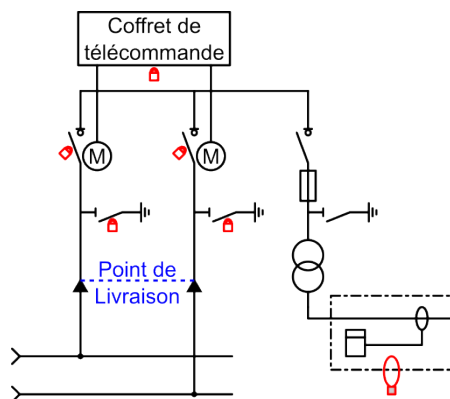 Coffret de
télécommande
M
M
Point de
Livraison